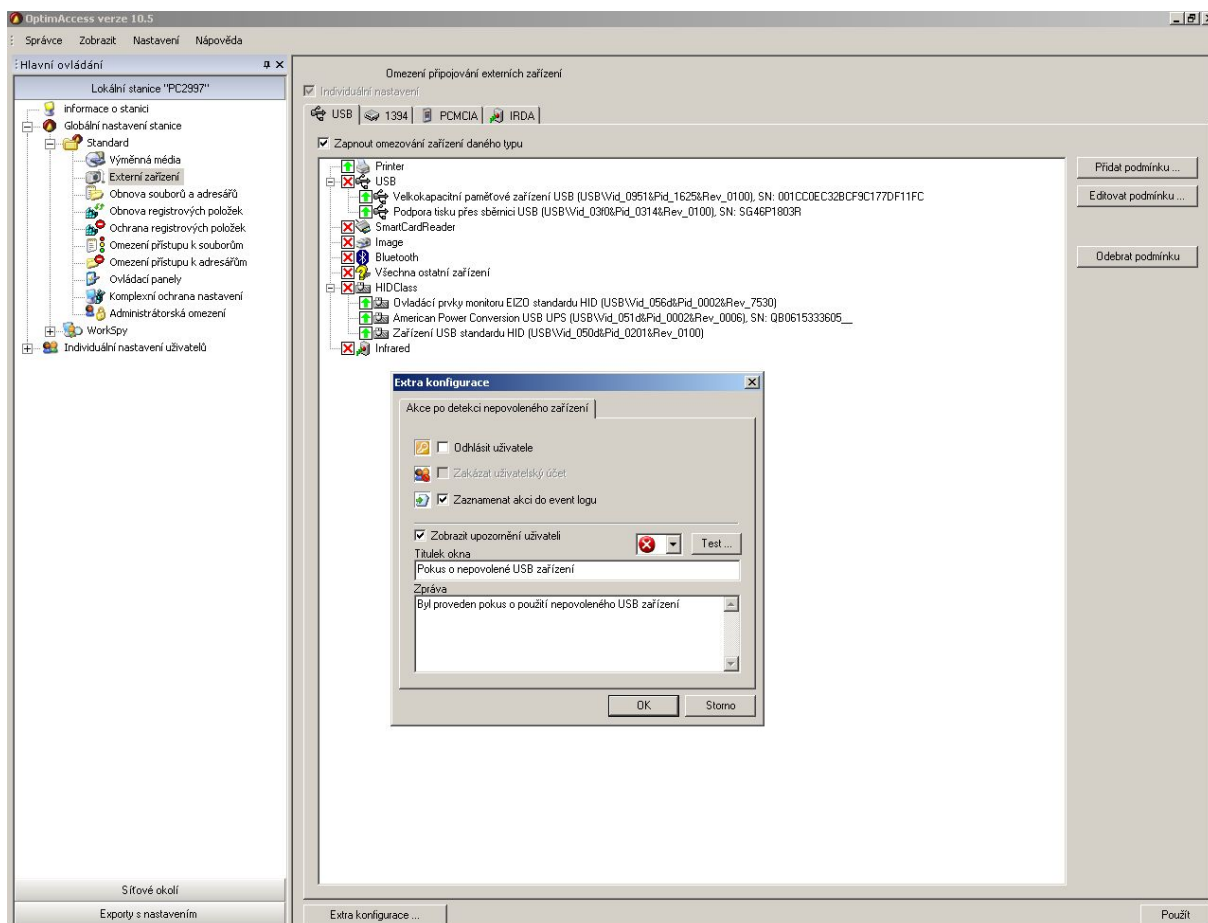 OptimAccess verze 10.5
Správce Zobrazit Nastavení Nápověda
Hlavní ovládání
Lokální stanice "PC2997"
informace o stanici
Globální nastavení stanice
Standard
Výměnná média
Externí zařízení
Obnova souborů a adresářů
Obnova registrových položek
Ochrana registrových položek
Omezení přístupu k souborům
Omezení přístupu k adresářům
Ovládací panely
Komplexní ochrana nastavení
Administrátorská omezení
WorkSpy
Individuální nastavení uživatelů
Síťové okolí
Exporty s nastavením
Omezení připojování externích zařízení
Individuální nastavení
USB 1394 PCMCIA IRDA
Zapnout omezování zařízení daného typu
Printer
USB
Velkokapacitní paměťové zařízení USB (USB\Vid_0951&Pid_1625&Rev_0100), SN: 001CC0EC32BCF9C177DF11FC
Podpora tisku přes sběrnici USB (USB\Vid_03f0&Pid_0314&Rev_0100), SN: SG46P1803R
SmartCardReader
Image
Bluetooth
Všechna ostatní zařízení
HIDClass
Ovládácí prvky monitoru EIZO standardu HID (USB\Vid_056d&Pid_0002&Rev_7530)
American Power Conversion USB UPS (USB\Vid_051d&Pid_0002&Rev_0006), SN: QB0615333605__
Zařízení USB standardu HID (USB\Vid_050d&Pid_0201&Rev_0100)
Infrared
Přidat podmínku ...
Editovat podmínku ...
Odebrat podmínku
Extra konfigurace
Akce po detekci nepovoleného zařízení
Odhlásit uživatele
Zakázat uživatelský účet
Zaznamenat akci do event logu
Zobrazit upozornění uživateli
Test ...
Titulek okna
Pokus o nepovolené USB zařízení
Zpráva
Byl proveden pokus o použití nepovoleného USB zařízení
OK Storno
Extra konfigurace ...
Použít